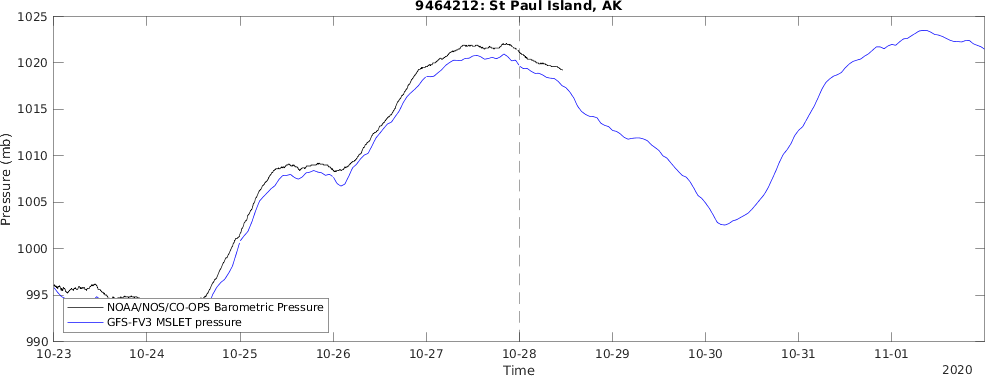 9464212: St Paul Island, AK
Pressure (mb)
1025
1020
1015
1010
1005
1000
995
990
NOAA/NOS/CO-OPS Barometric Pressure
GFS-FV3 MSLET pressure
10-23 10-24 10-25 10-26 10-27 10-28 10-29 10-30 10-31 11-01
Time
2020